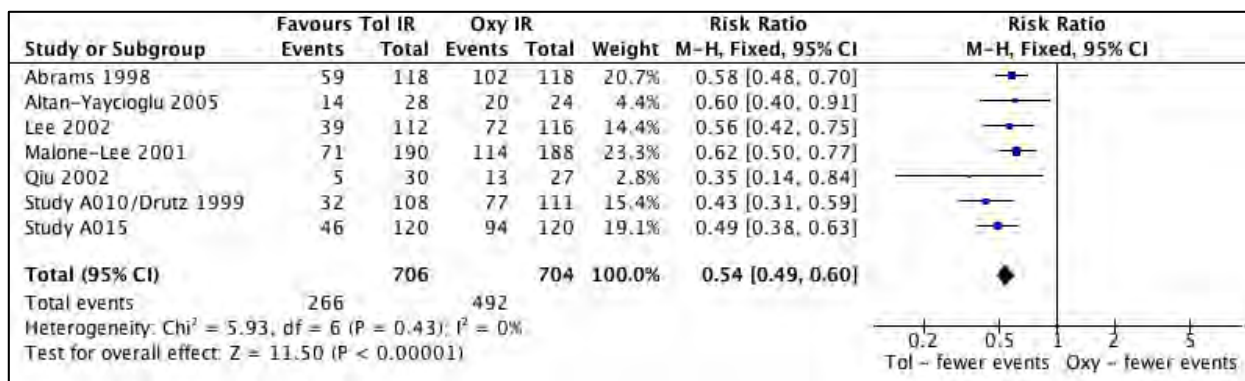 Favours Tol IR Oxy IR Risk Ratio Risk Ratio
Study or Subgroup Events Total Events Total Weight M-H, Fixed, 95% CI M-H, Fixed, 95% CI
Abrams 1998 59 118 102 118 20.7% 0.58 [0.48, 0.70]
Altan-Yaycioglu 2005 14 28 20 24 4.4% 0.60 [0.40, 0.91]
Lee 2002 39 112 72 116 14.4% 0.56 [0.42, 0.75]
Malone-Lee 2001 71 190 114 188 23.3% 0.62 [0.50, 0.77]
Qiu 2002 5 30 13 27 2.8% 0.35 [0.14, 0.84]
Study A010/Drutz 1999 32 108 77 111 15.4% 0.43 [0.31, 0.59]
Study A015 46 120 94 120 19.1% 0.49 [0.38, 0.63]
Total (95% CI) 706 704 100.0% 0.54 [0.49, 0.60]
Total events 266 492
Heterogeneity: Chi² = 5.93, df = 6 (P = 0.43); I² = 0%
Test for overall effect: Z = 11.50 (P < 0.00001)
0.2 0.5 1 2 5
Tol - fewer events Oxy - fewer events